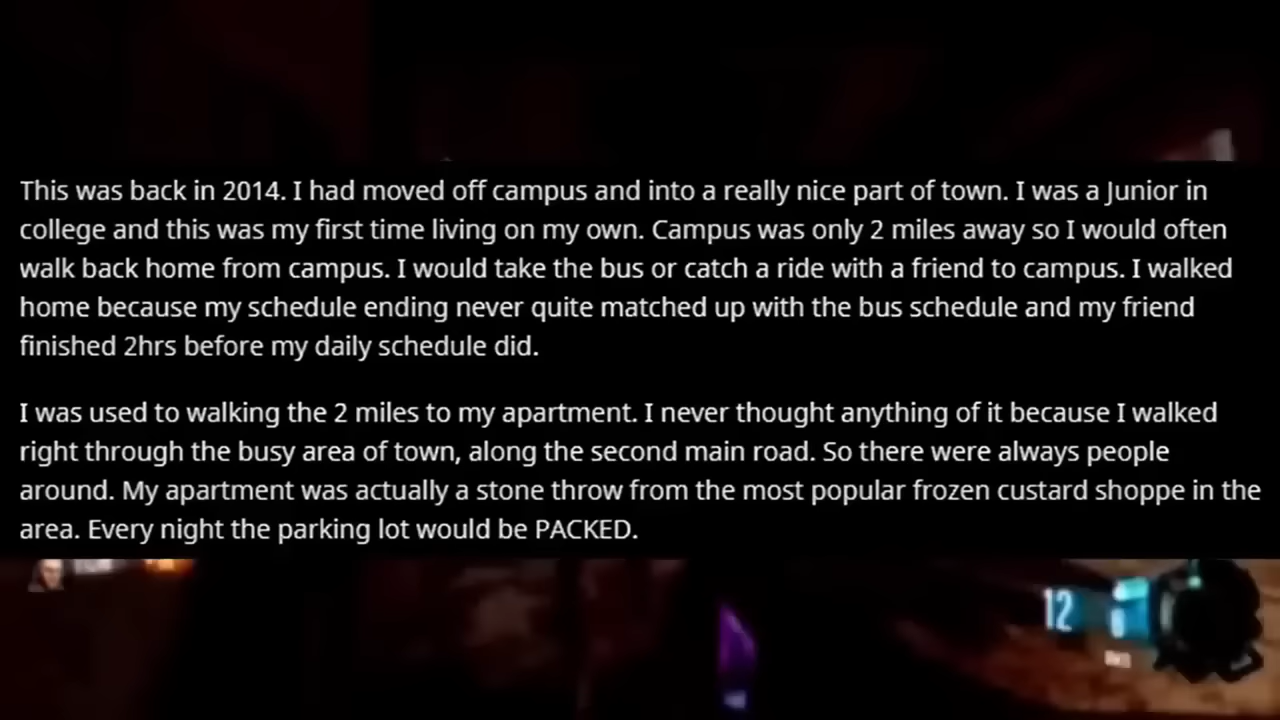 This was back in 2014. I had moved off campus and into a really nice part of town. I was a Junior in
college and this was my first time living on my own. Campus was only 2 miles away so I would often
walk back home from campus. I would take the bus or catch a ride with a friend to campus. I walked
home because my schedule ending never quite matched up with the bus schedule and my friend
finished 2hrs before my daily schedule did.
I was used to walking the 2 miles to my apartment. I never thought anything of it because I walked
right through the busy area of town, along the second main road. So there were always people
around. My apartment was actually a stone throw from the most popular frozen custard shoppe in the
area. Every night the parking lot would be PACKED.
12